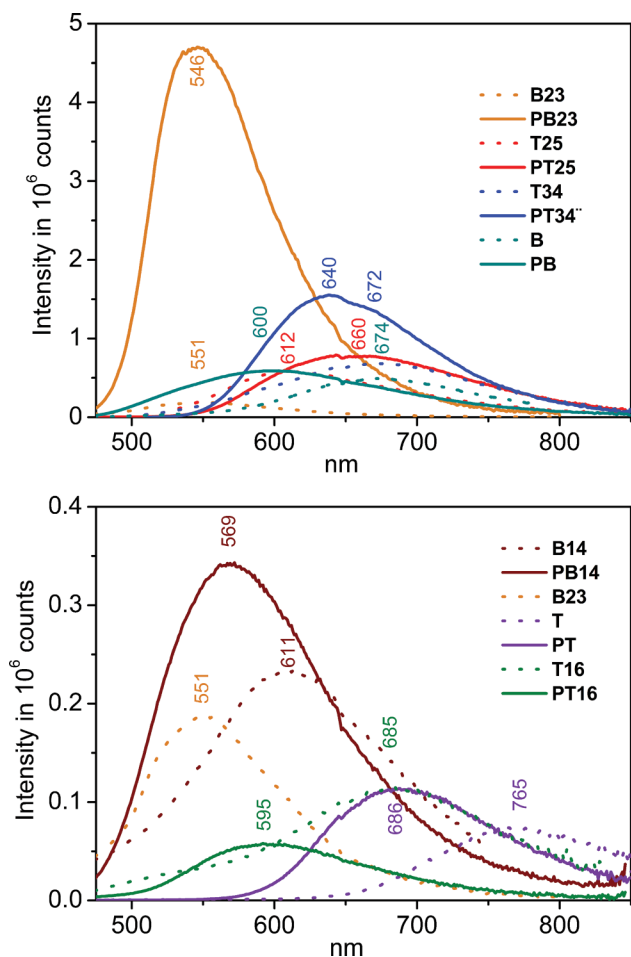 Intensity in 10⁶ counts
5
4
3
2
1
0
546
551
600
612
640
660
672
674
B23
PB23
T25
PT25
T34
PT34¨
B
PB
500
600
700
800
nm
Intensity in 10⁶ counts
0.4
0.3
0.2
0.1
0.0
569
551
611
595
685
686
765
B14
PB14
B23
T
PT
T16
PT16
500
600
700
800
nm